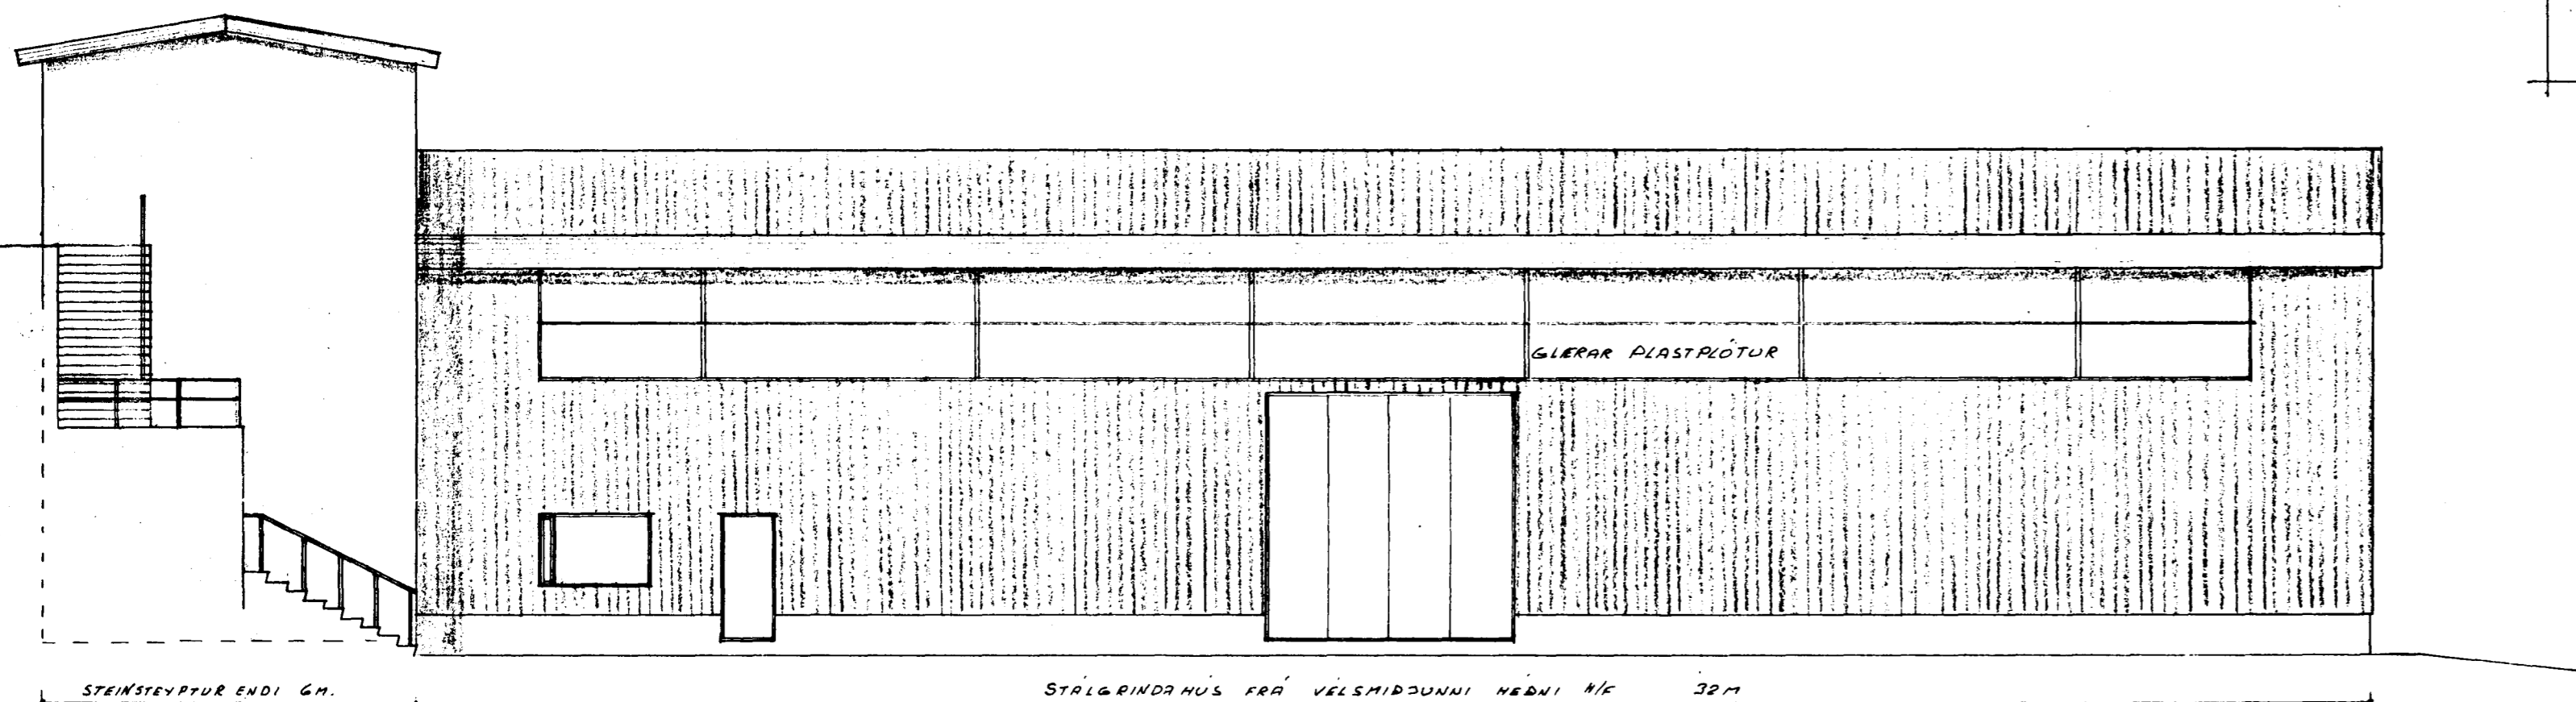 GLÆRAR PLASTPLÖTUR
STEINSTEYPTUR ENDI 6M.
STÁLGRINDAHÚS FRÁ VÉLSMIÐJUNNI HÉÐNI H/F 32M